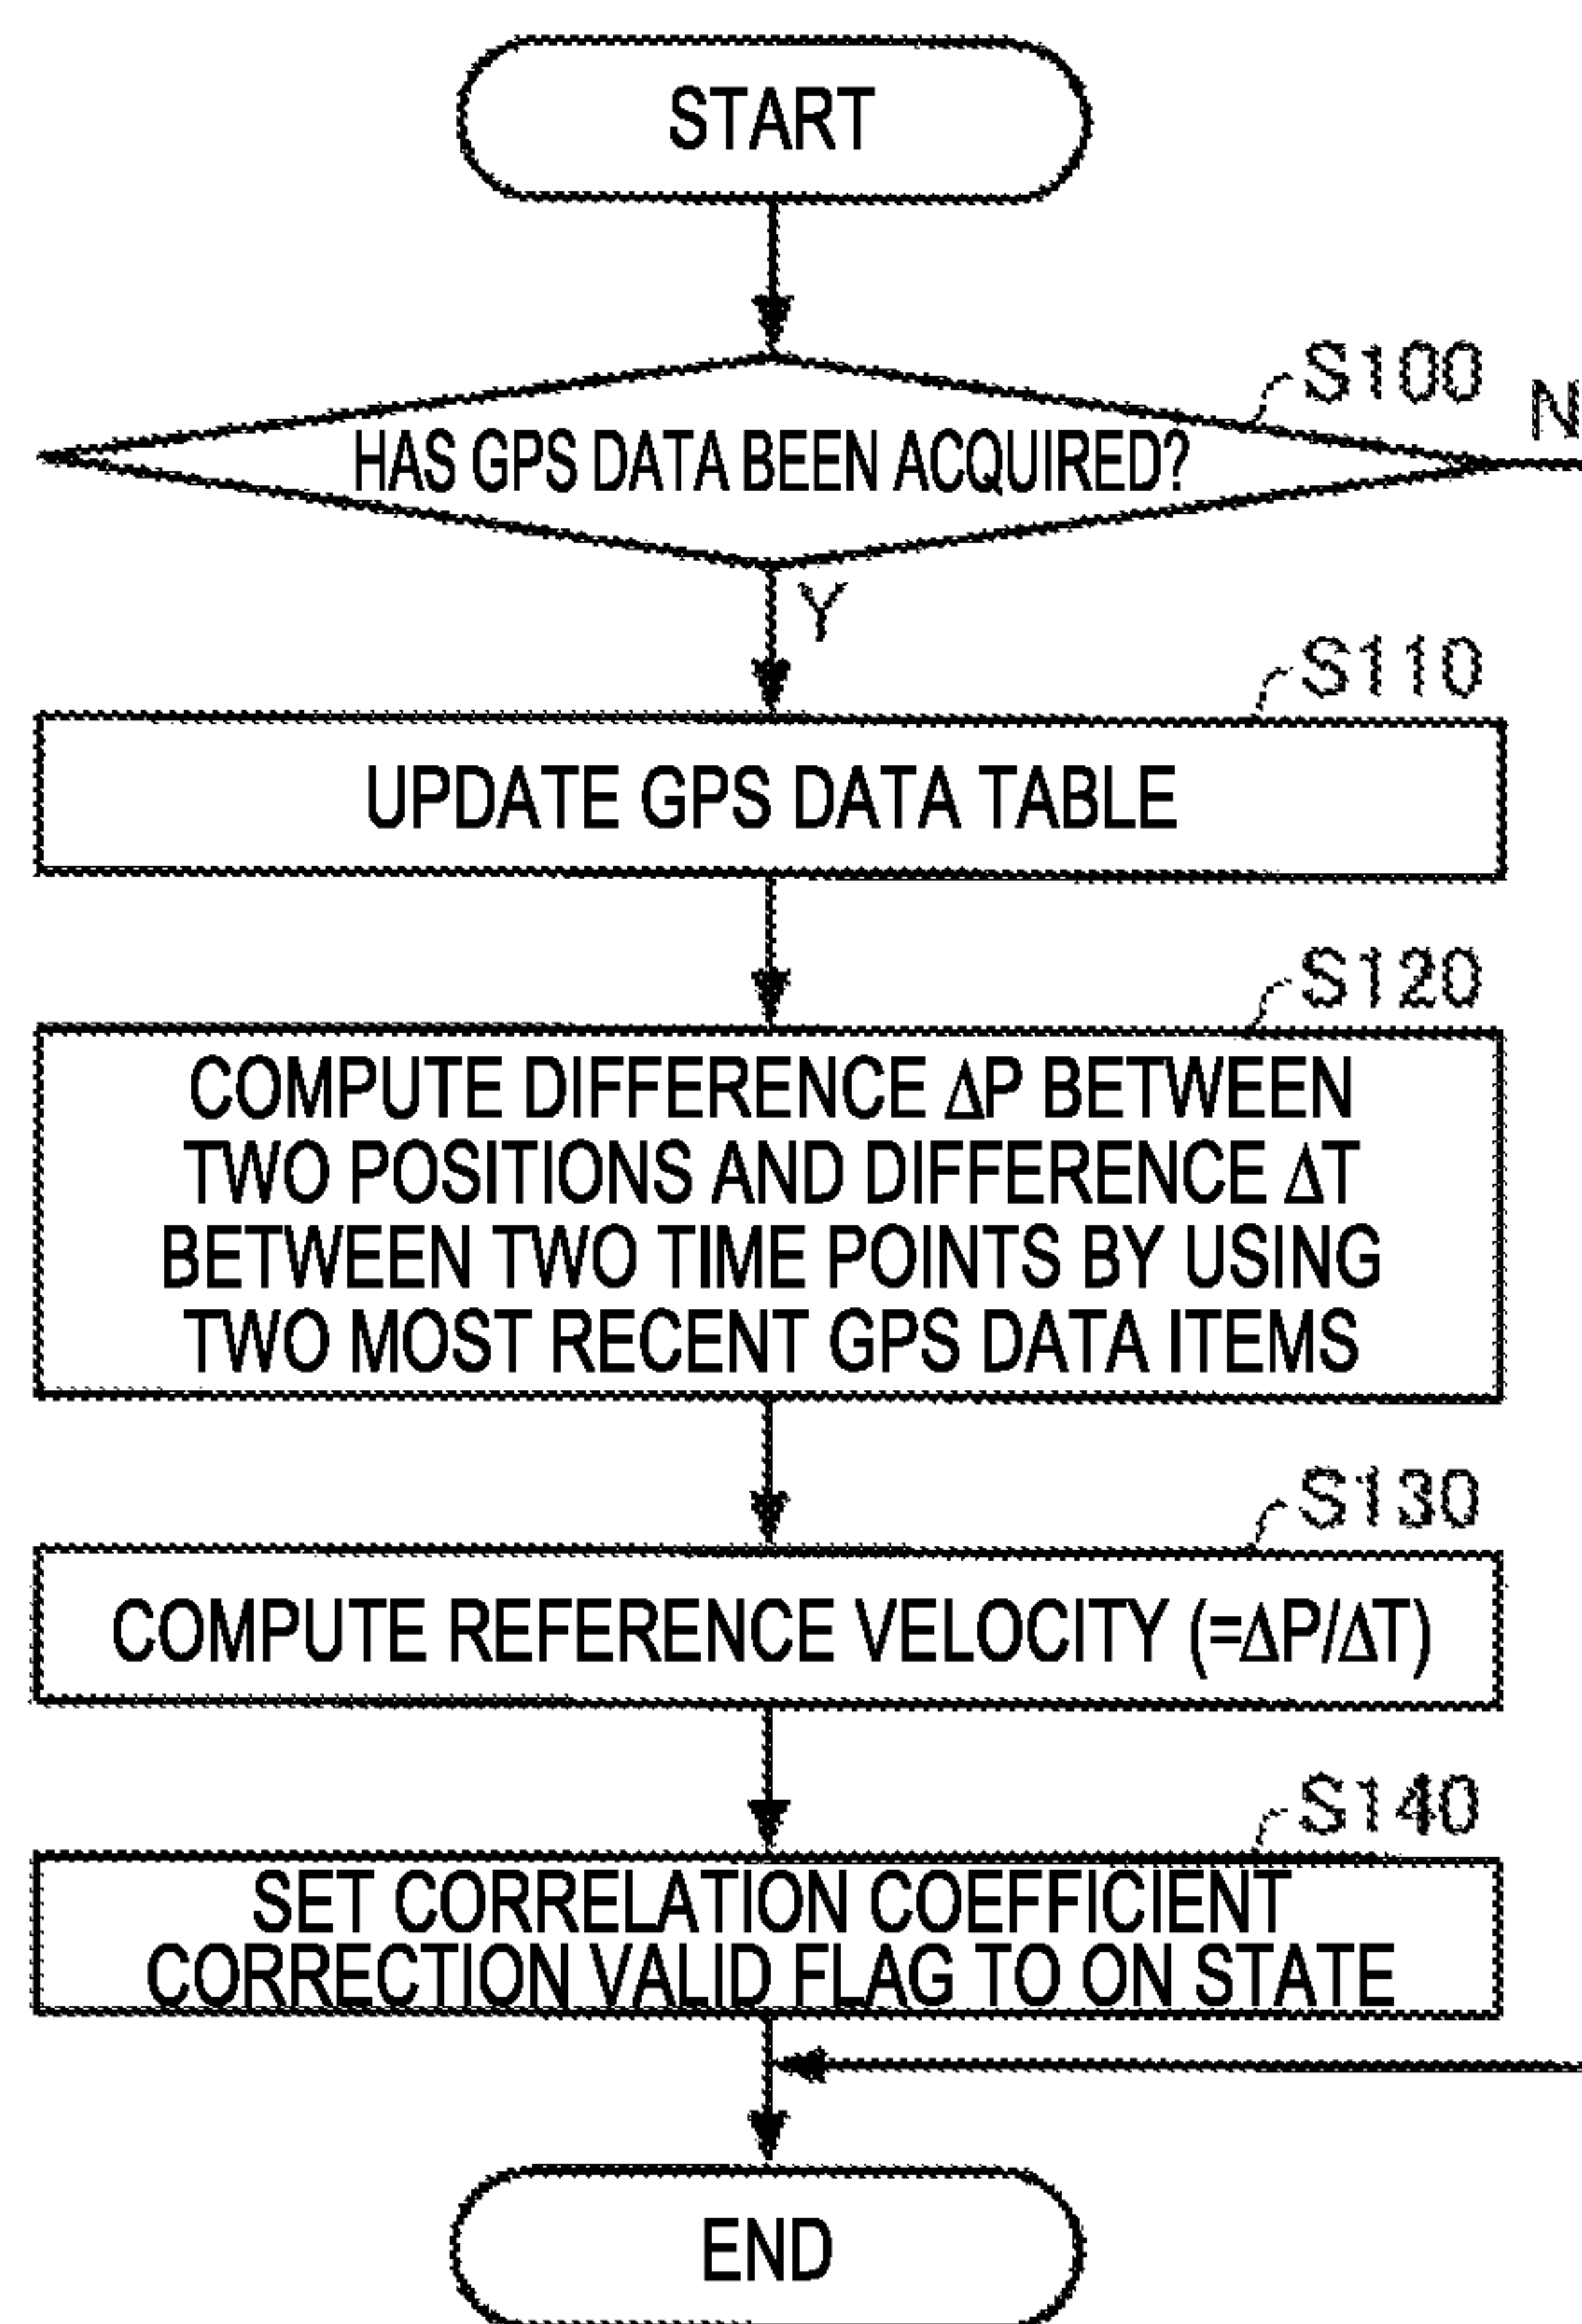 START
S100
N
HAS GPS DATA BEEN ACQUIRED?
Y
S110
UPDATE GPS DATA TABLE
S120
COMPUTE DIFFERENCE ΔP BETWEEN
TWO POSITIONS AND DIFFERENCE ΔT
BETWEEN TWO TIME POINTS BY USING
TWO MOST RECENT GPS DATA ITEMS
S130
COMPUTE REFERENCE VELOCITY (=ΔP/ΔT)
S140
SET CORRELATION COEFFICIENT
CORRECTION VALID FLAG TO ON STATE
END